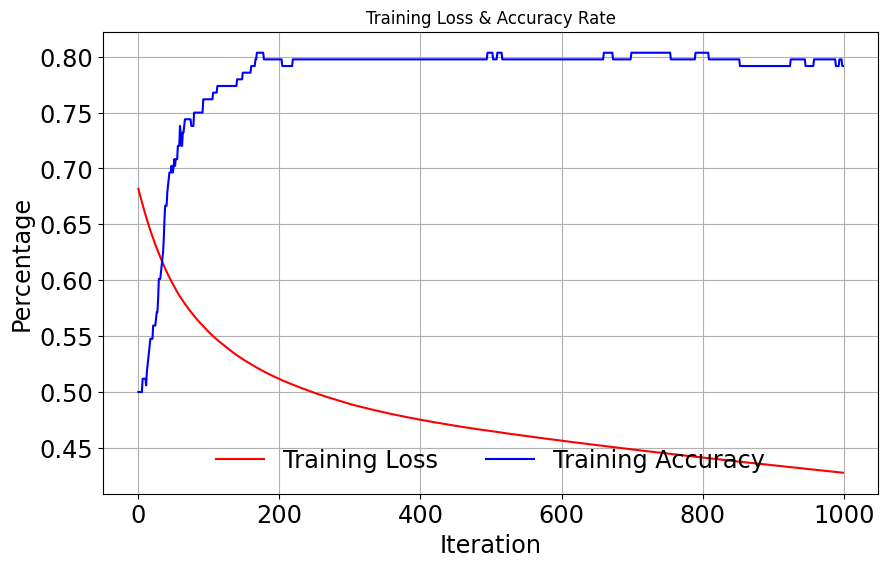 Training Loss & Accuracy Rate
0.80
0.75
0.70
0.65
0.60
0.55
0.50
0.45
Percentage
Training Loss
Training Accuracy
0 200 400 600 800 1000
Iteration